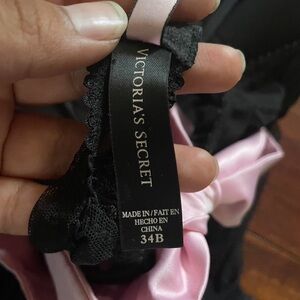 VICTORIA'S SECRET
MADE IN/FAIT EN
HECHO EN
CHINA
34B